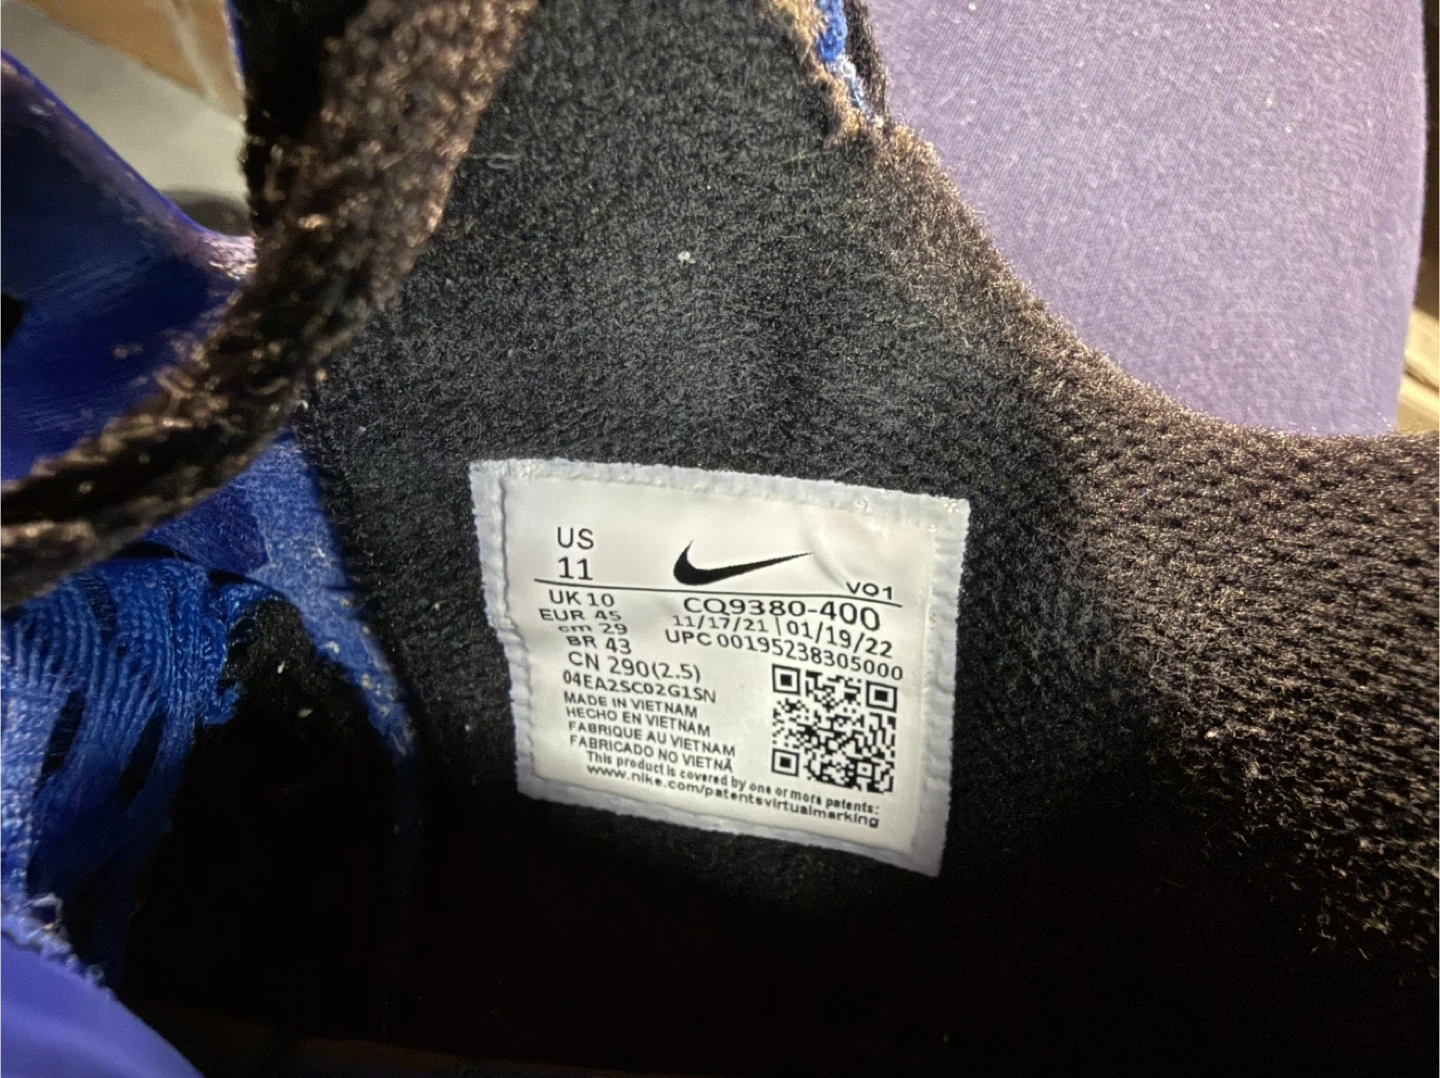 US
11
VO1
UK 10
CQ9380-400
EUR 45
11/17/21 | 01/19/22
cm 29
UPC 00195238305000
BR 43
CN 290(2.5)
04EA2SC02G1SN
MADE IN VIETNAM
HECHO EN VIETNAM
FABRIQUE AU VIETNAM
FABRICADO NO VIETNÃ
This product is covered by one or more patents:
www.nike.com/patentsvirtualmarking